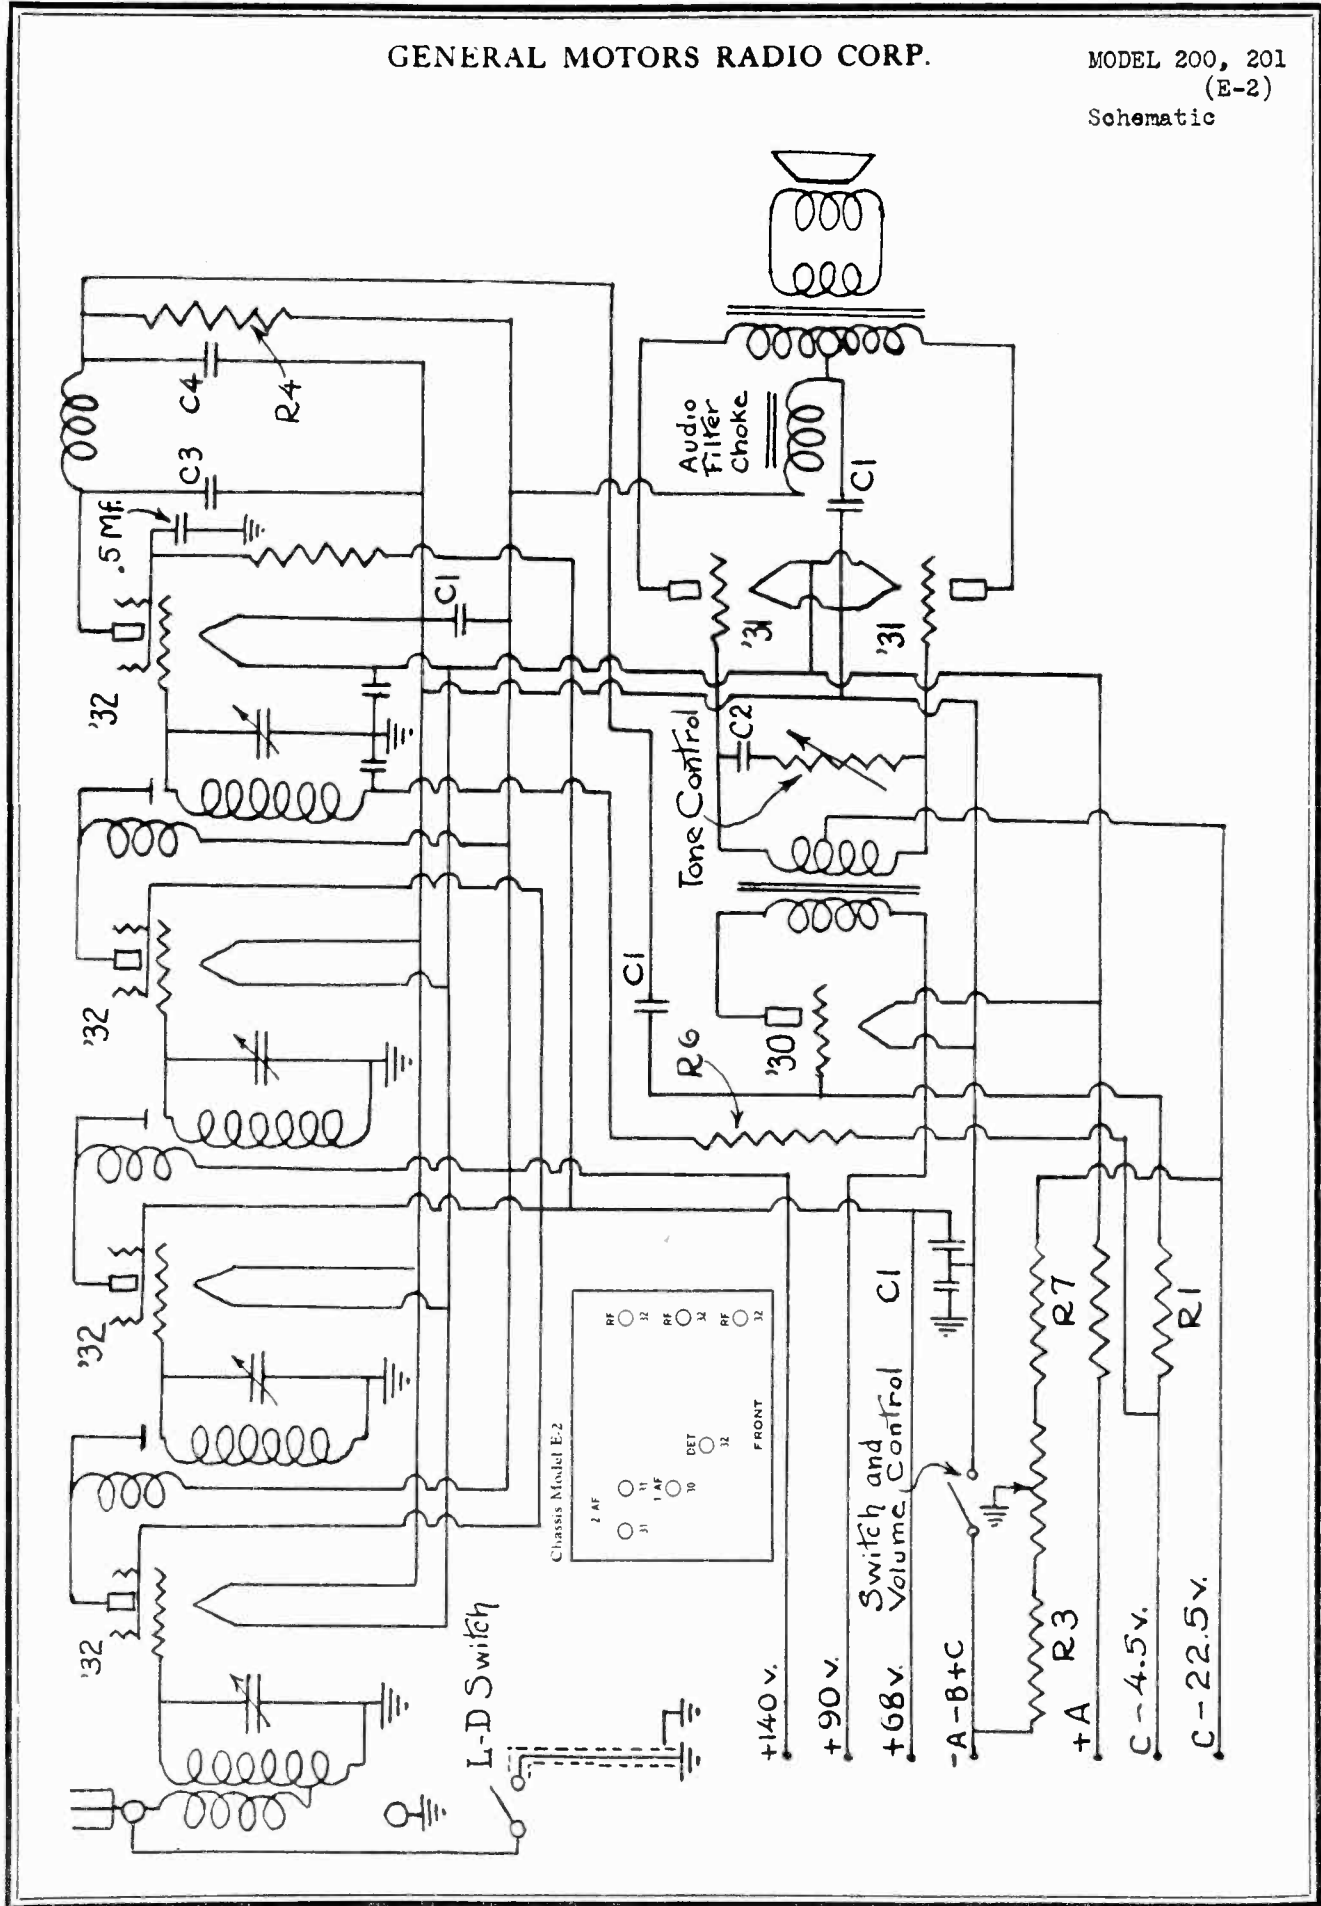 GENERAL MOTORS RADIO CORP.
MODEL 200, 201
(E-2)
Schematic
C4
R4
C3
.5 Mf.
C1
'32
'32
'32
'32
Audio
Filter
Choke
C1
'31
'31
C2
Tone Control
C1
R6
'30
Chassis Model E-2
2 AF
31
31
1 AF
30
DET
32
RF
32
RF
32
RF
32
FRONT
L-D Switch
Switch and
Volume Control
C1
R7
R3
R1
+140 v.
+90 v.
+68 v.
-A-B+C
+A
C-4.5 v.
C-22.5 v.